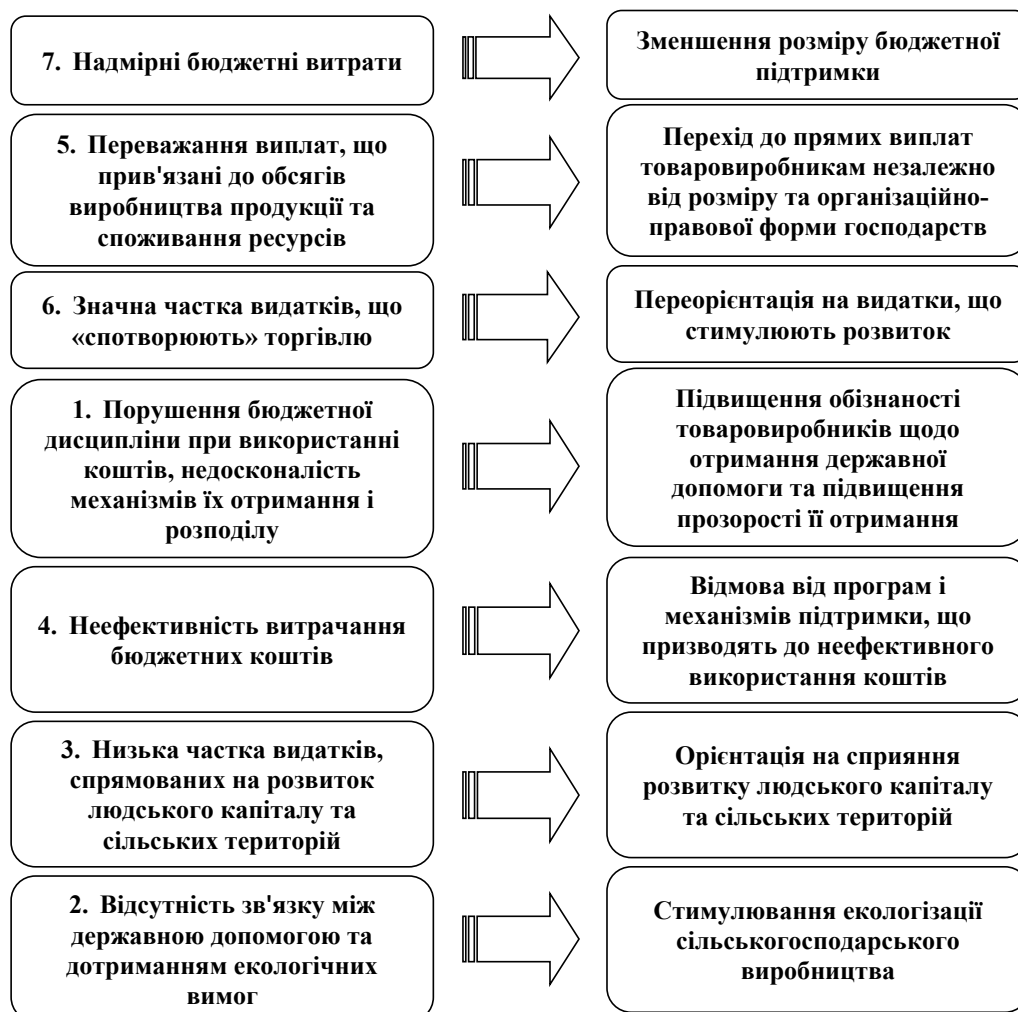 7. Надмірні бюджетні витрати
Зменшення розміру бюджетної
підтримки
5. Переважання виплат, що
прив'язані до обсягів
виробництва продукції та
споживання ресурсів
Перехід до прямих виплат
товаровиробникам незалежно
від розміру та організаційно-
правової форми господарств
6. Значна частка видатків, що
«спотворюють» торгівлю
Переорієнтація на видатки, що
стимулюють розвиток
1. Порушення бюджетної
дисципліни при використанні
коштів, недосконалість
механізмів їх отримання і
розподілу
Підвищення обізнаності
товаровиробників щодо
отримання державної
допомоги та підвищення
прозорості її отримання
4. Неефективність витрачання
бюджетних коштів
Відмова від програм і
механізмів підтримки, що
призводять до неефективного
використання коштів
3. Низька частка видатків,
спрямованих на розвиток
людського капіталу та
сільських територій
Орієнтація на сприяння
розвитку людського капіталу
та сільських територій
2. Відсутність зв'язку між
державною допомогою та
дотриманням екологічних
вимог
Стимулювання екологізації
сільськогосподарського
виробництва